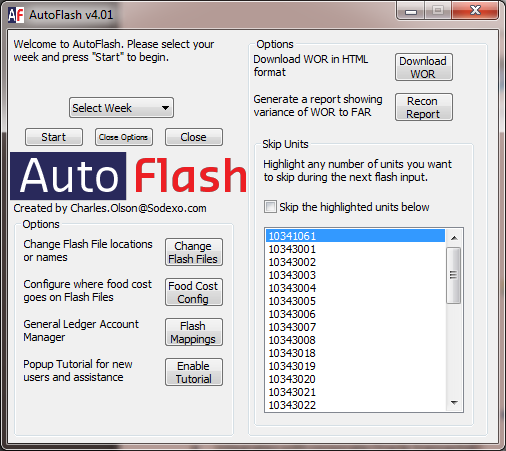 AF AutoFlash v4.01
Welcome to AutoFlash. Please select your
week and press "Start" to begin.
Select Week
Start
Close Options
Close
Auto Flash
Created by Charles.Olson@Sodexo.com
Options
Change Flash File locations
or names
Change
Flash Files
Configure where food cost
goes on Flash Files
Food Cost
Config
General Ledger Account
Manager
Flash
Mappings
Popup Tutorial for new
users and assistance
Enable
Tutorial
Options
Download WOR in HTML
format
Download
WOR
Generate a report showing
variance of WOR to FAR
Recon
Report
Skip Units
Highlight any number of units you want
to skip during the next flash input.
Skip the highlighted units below
10341061
10343001
10343002
10343003
10343004
10343005
10343006
10343007
10343008
10343018
10343019
10343020
10343021
10343022